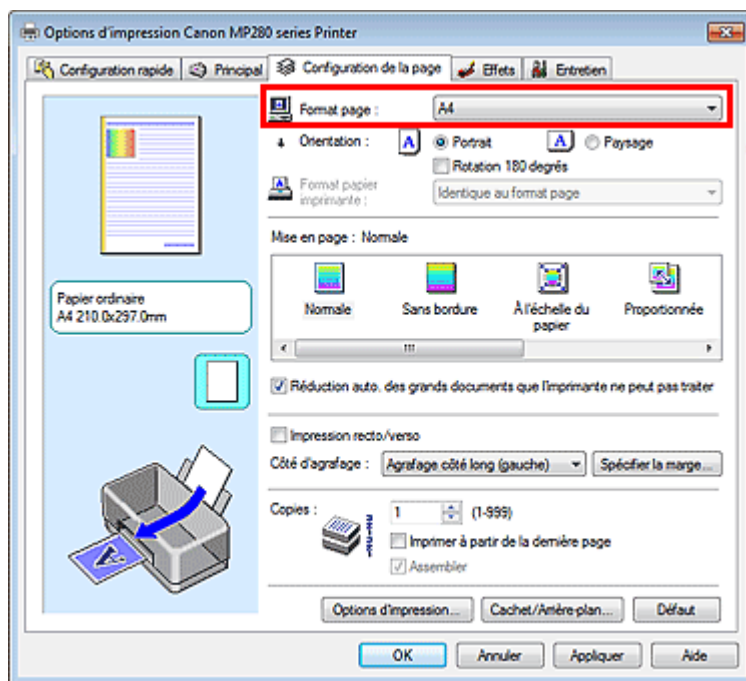 Options d'impression Canon MP280 series Printer
Configuration rapide Principal Configuration de la page Effets Entretien
Format page : A4
Orientation : A Portrait A Paysage
Rotation 180 degrés
Format papier imprimante : Identique au format page
Mise en page : Normale
Papier ordinaire
A4 210.0x297.0mm
Normale Sans bordure À l'échelle du papier Proportionnée
Réduction auto. des grands documents que l'imprimante ne peut pas traiter
Impression recto/verso
Côté d'agrafage : Agrafage côté long (gauche) Spécifier la marge...
Copies : 1 (1-999)
Imprimer à partir de la dernière page
Assembler
Options d'impression... Cachet/Arrière-plan... Défaut
OK Annuler Appliquer Aide